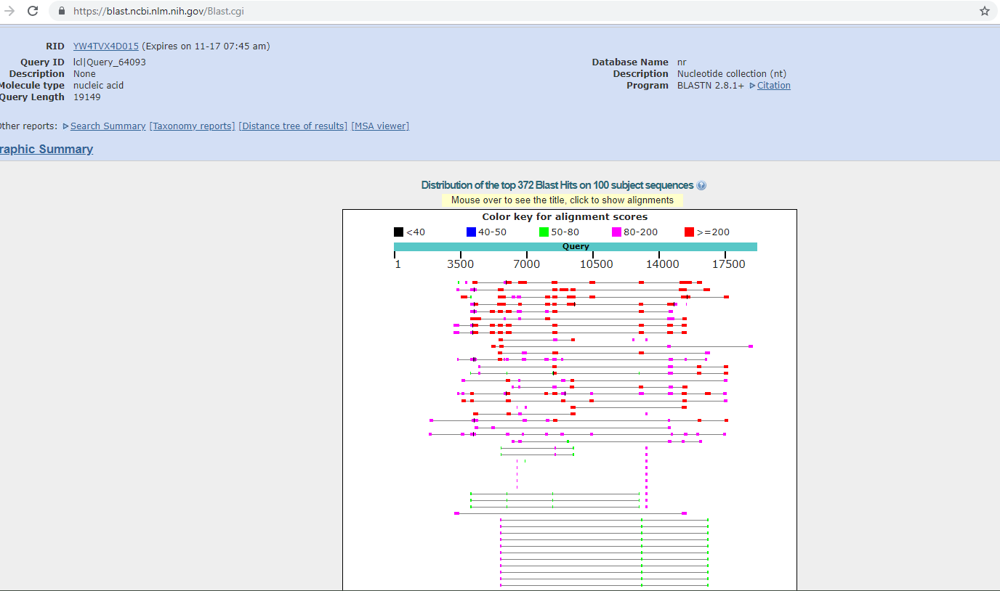 https://blast.ncbi.nlm.nih.gov/Blast.cgi
RID YW4TVX4D015 (Expires on 11-17 07:45 am)
Query ID lcl|Query_64093
Description None
Molecule type nucleic acid
Query Length 19149
Database Name nr
Description Nucleotide collection (nt)
Program BLASTN 2.8.1+ Citation
Other reports: Search Summary [Taxonomy reports] [Distance tree of results] [MSA viewer]
raphic Summary
Distribution of the top 372 Blast Hits on 100 subject sequences ?
Mouse over to see the title, click to show alignments
Color key for alignment scores
<40 40-50 50-80 80-200 >=200
Query
1 3500 7000 10500 14000 17500